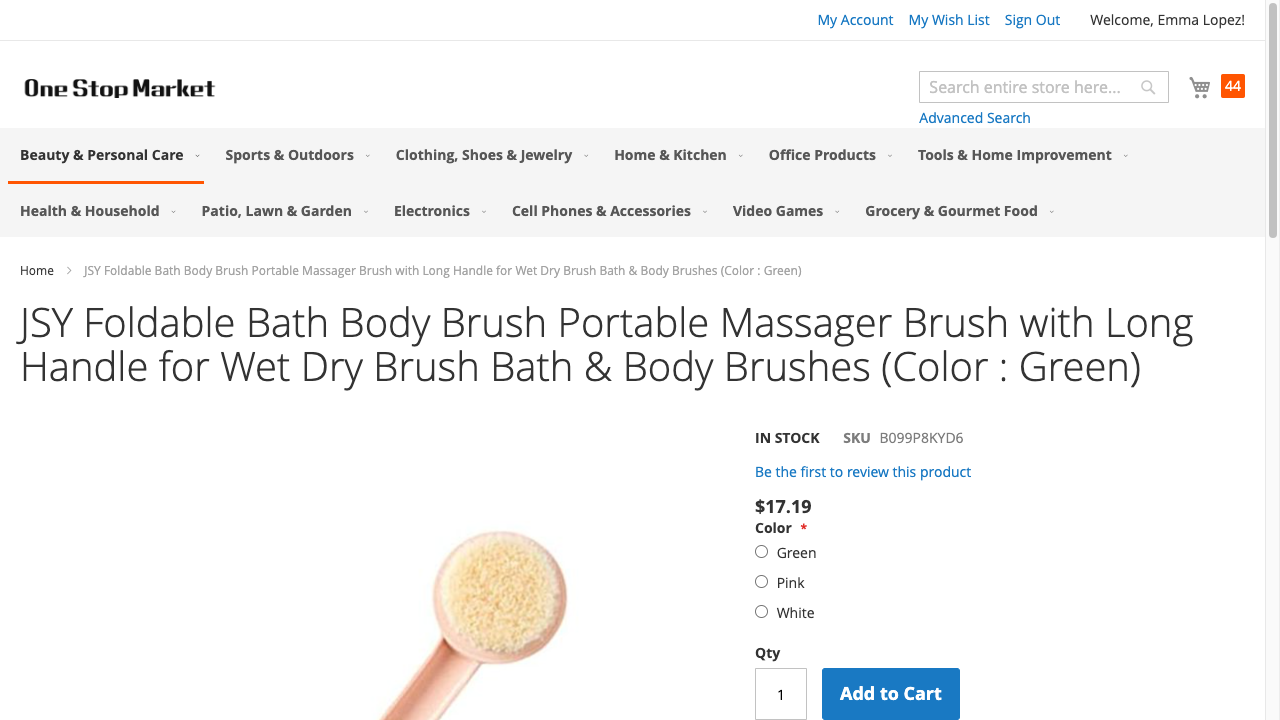 My Account My Wish List Sign Out Welcome, Emma Lopez!
One Stop Market
Search entire store here...
44
Advanced Search
Beauty & Personal Care Sports & Outdoors Clothing, Shoes & Jewelry Home & Kitchen Office Products Tools & Home Improvement
Health & Household Patio, Lawn & Garden Electronics Cell Phones & Accessories Video Games Grocery & Gourmet Food
Home JSY Foldable Bath Body Brush Portable Massager Brush with Long Handle for Wet Dry Brush Bath & Body Brushes (Color : Green)
JSY Foldable Bath Body Brush Portable Massager Brush with Long
Handle for Wet Dry Brush Bath & Body Brushes (Color : Green)
IN STOCK SKU B099P8KYD6
Be the first to review this product
$17.19
Color *
Green
Pink
White
Qty
1 Add to Cart